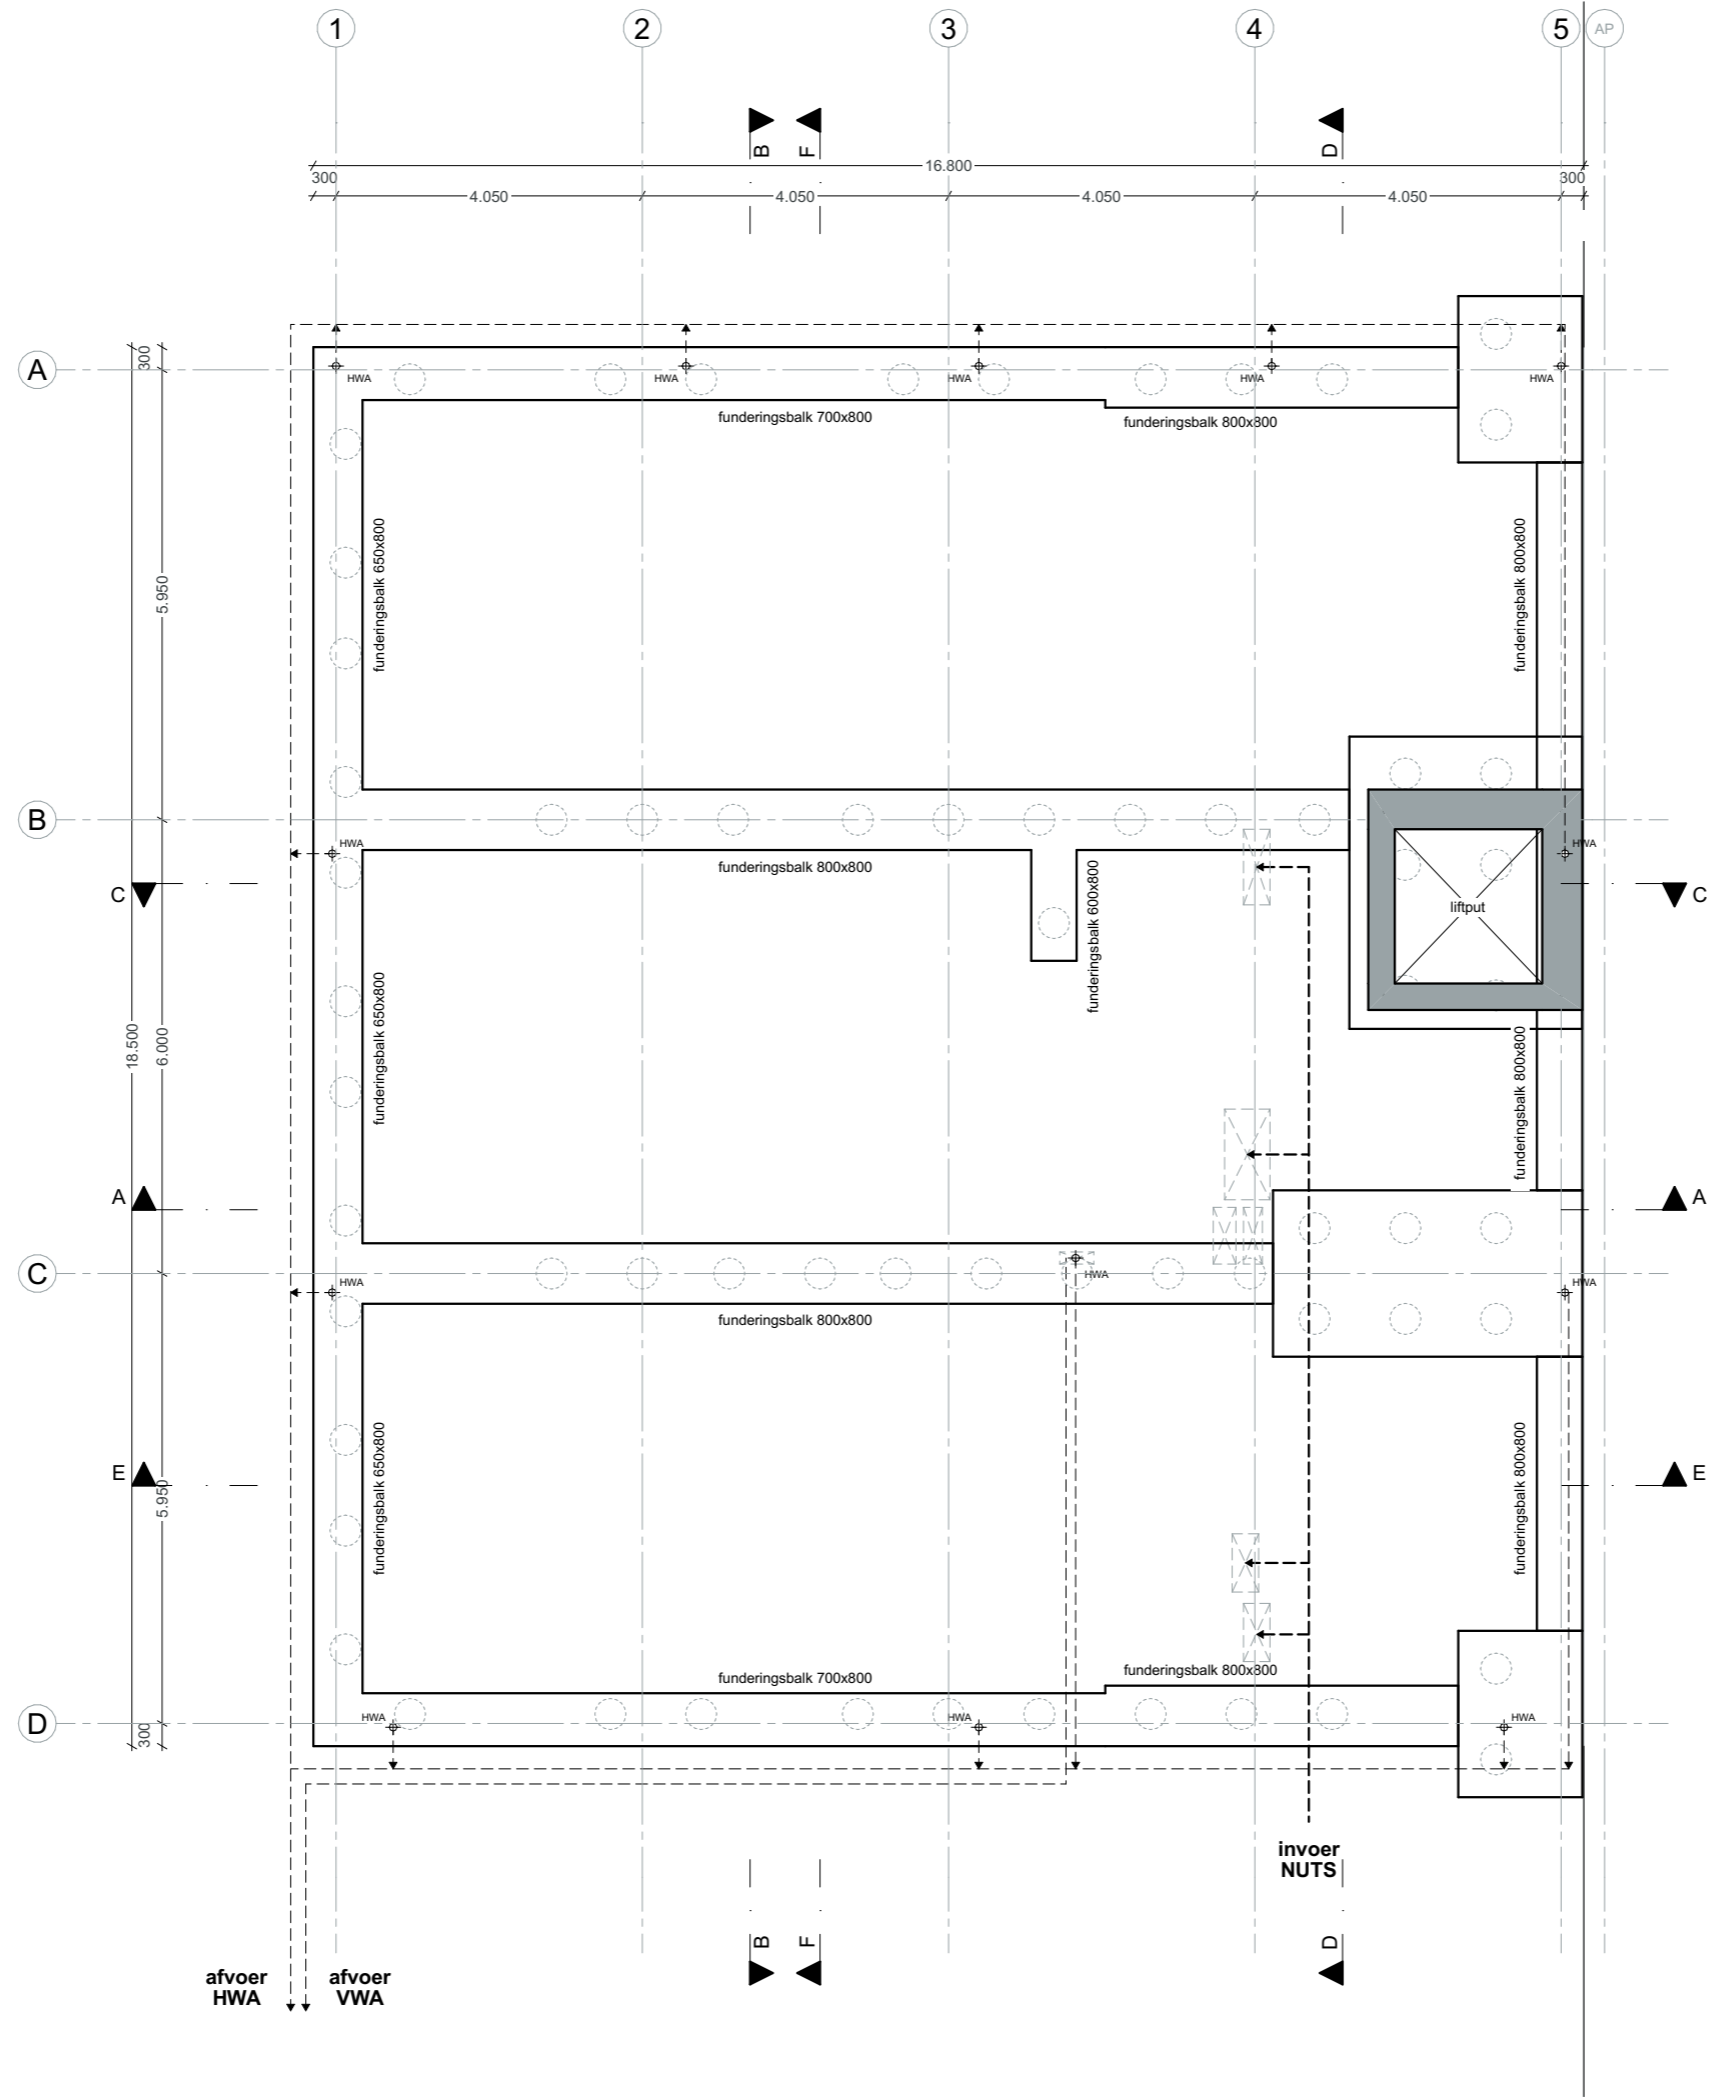 1 2 3 4 5 AP
B F D
16.800
300 300
4.050 4.050 4.050 4.050
300
A
HWA HWA HWA HWA HWA
funderingsbalk 700x800 funderingsbalk 800x800
funderingsbalk 650x800
funderingsbalk 800x800
5.950
B
HWA HWA
funderingsbalk 800x800
funderingsbalk 600x800
C C
liftput
funderingsbalk 650x800
funderingsbalk 800x800
18.500
6.000
A A
C
HWA HWA HWA HWA
funderingsbalk 800x800
funderingsbalk 650x800
funderingsbalk 800x800
E E
5.950
funderingsbalk 700x800 funderingsbalk 800x800
D
HWA HWA HWA
300
invoer
NUTS
B F D
afvoer
HWA
afvoer
VWA